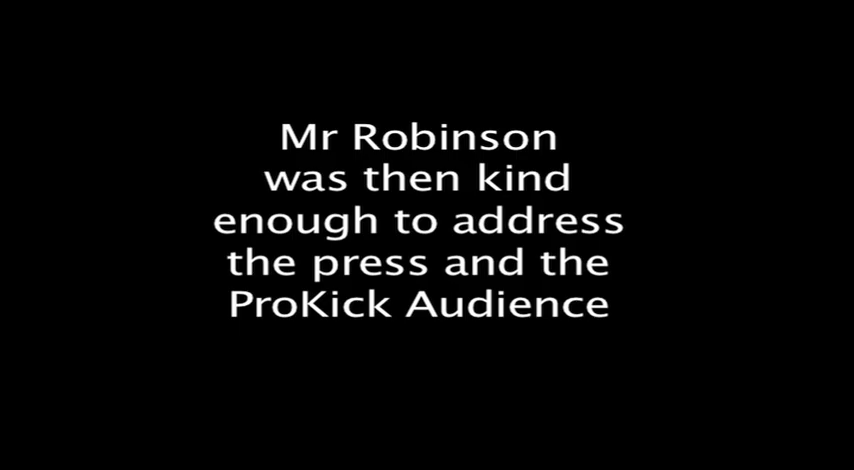 Mr Robinson
was then kind
enough to address
the press and the
ProKick Audience